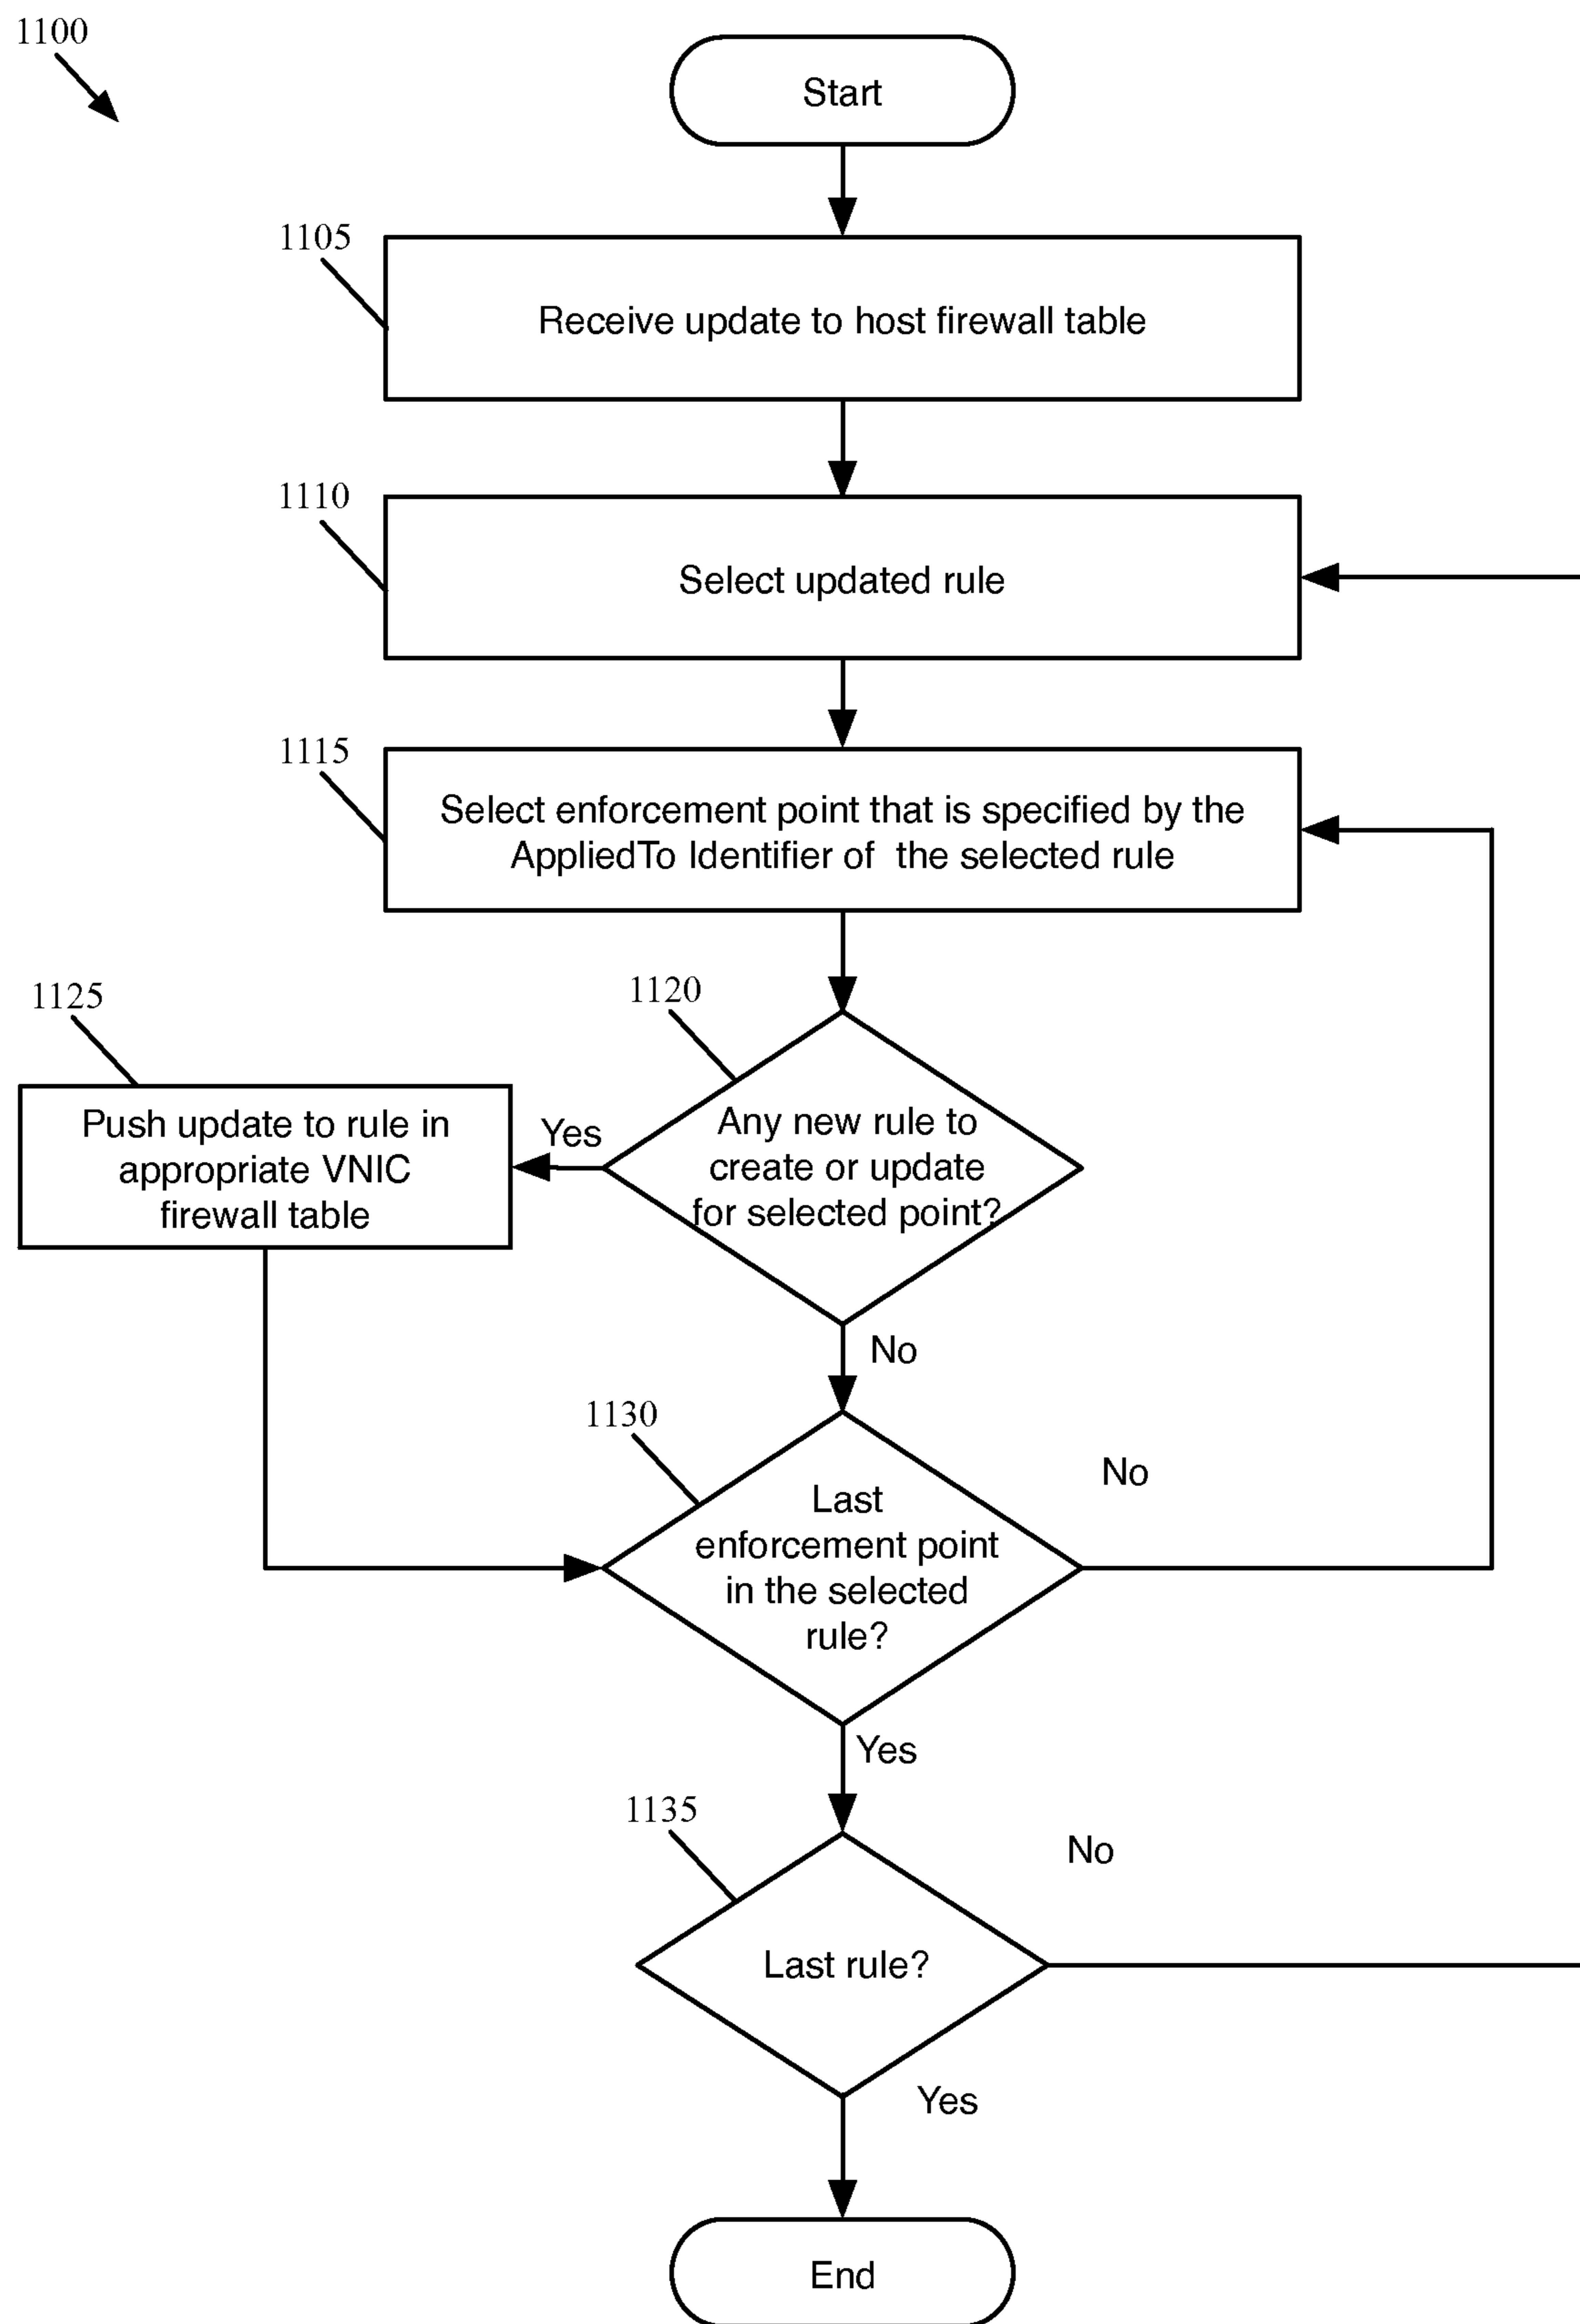 1100
Start
1105
Receive update to host firewall table
1110
Select updated rule
1115
Select enforcement point that is specified by the
AppliedTo Identifier of the selected rule
1120
1125
Any new rule to
create or update
for selected point?
Yes
Push update to rule in
appropriate VNIC
firewall table
No
1130
Last
enforcement point
in the selected
rule?
No
Yes
1135
Last rule?
No
Yes
End